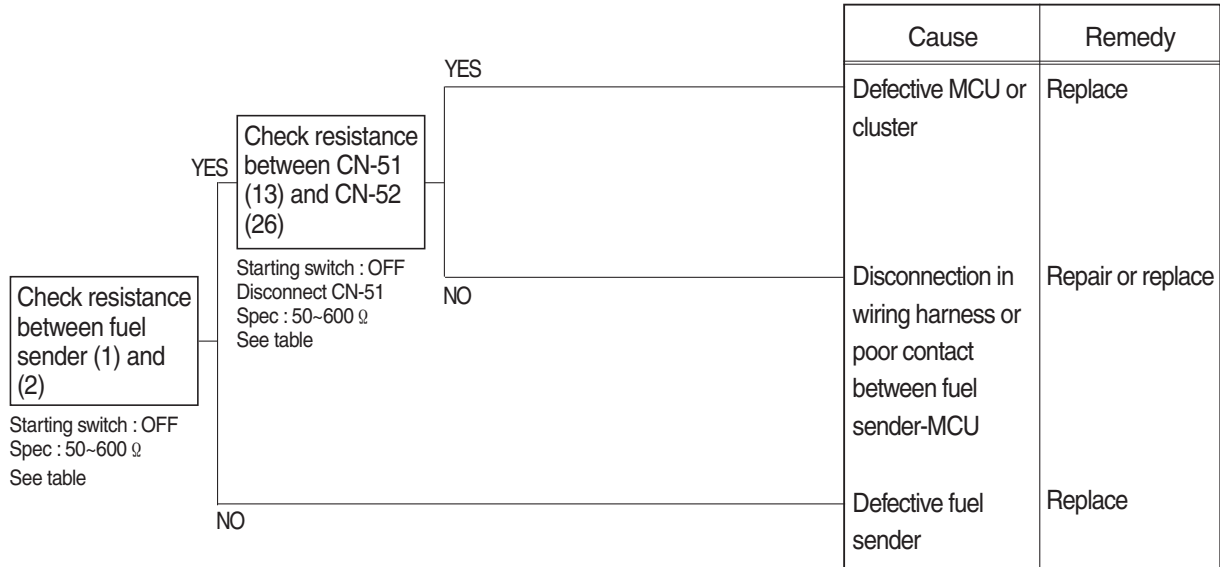 Cause
Remedy
YES
Defective MCU or
cluster
Replace
YES
Check resistance
between CN-51
(13) and CN-52
(26)
Starting switch : OFF
Disconnect CN-51
Spec : 50~600 Ω
See table
NO
Disconnection in
wiring harness or
poor contact
between fuel
sender-MCU
Repair or replace
Check resistance
between fuel
sender (1) and
(2)
Starting switch : OFF
Spec : 50~600 Ω
See table
NO
Defective fuel
sender
Replace